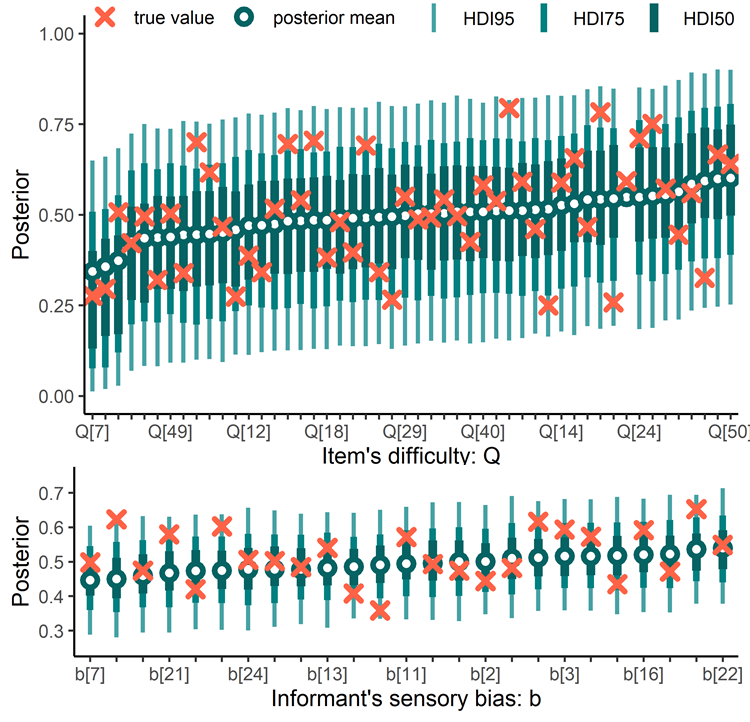 true value posterior mean HDI95 HDI75 HDI50
1.00
0.75
0.50
0.25
0.00
Posterior
Q[7] Q[49] Q[12] Q[18] Q[29] Q[40] Q[14] Q[24] Q[50]
Item's difficulty: Q
0.7
0.6
0.5
0.4
0.3
Posterior
b[7] b[21] b[24] b[13] b[11] b[2] b[3] b[16] b[22]
Informant's sensory bias: b